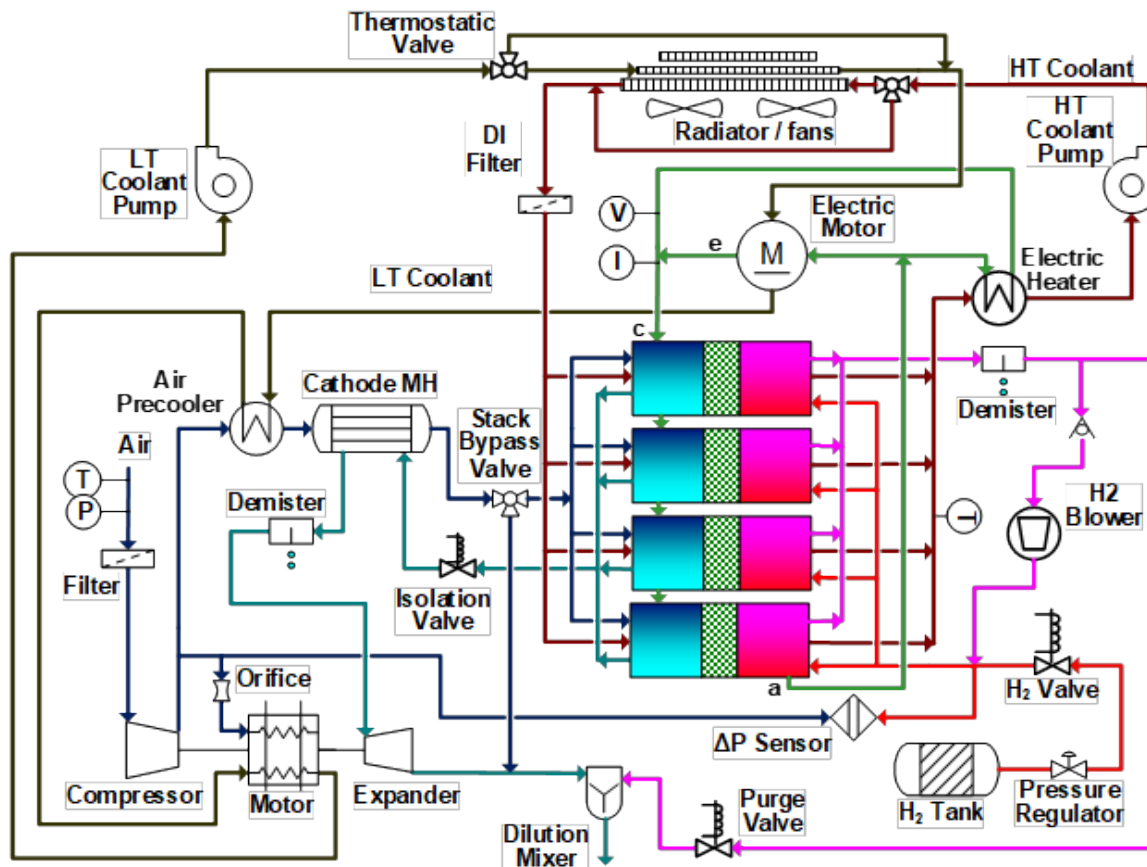 Thermostatic
Valve
HT Coolant
HT
Coolant
Pump
Radiator / fans
DI
Filter
LT
Coolant
Pump
V
I
e
M
Electric
Motor
Electric
Heater
LT Coolant
c
Air
Precooler
Cathode MH
Stack
Bypass
Valve
Demister
Air
T
P
Demister
H2
Blower
T
Filter
Isolation
Valve
Orifice
a
H₂ Valve
ΔP Sensor
Compressor
Motor
Expander
H₂ Tank
Pressure
Regulator
Purge
Valve
Dilution
Mixer